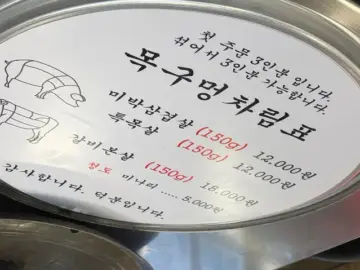 첫 주문 3인분 입니다.
섞어서 3인분 가능합니다.
목구멍차림표
미박삼겹살 (150g) 12,000원
특목살 (150g) 12,000원
갈비본살 (150g) 16,000원
청도 미나리 ..... 5,000원
감사합니다. 덕분입니다.